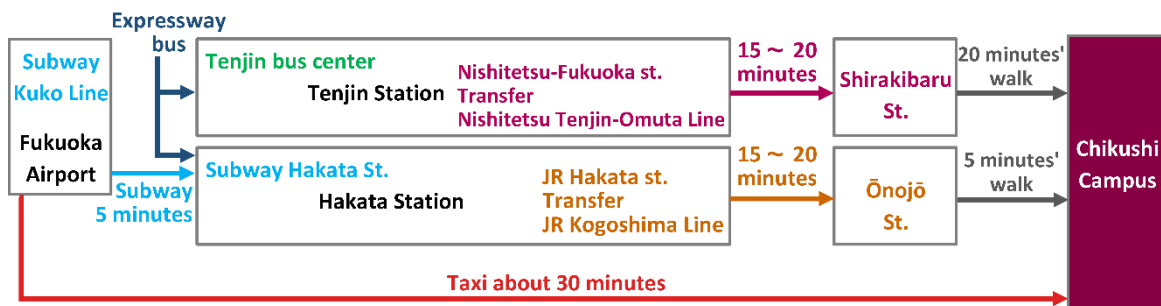 Expressway
bus
Subway
Kuko Line
Fukuoka
Airport
Subway
5 minutes
Tenjin bus center
Tenjin Station
Nishitetsu-Fukuoka st.
Transfer
Nishitetsu Tenjin-Omuta Line
15 ~ 20
minutes
Shirakibaru
St.
20 minutes'
walk
Subway Hakata St.
Hakata Station
JR Hakata st.
Transfer
JR Kogoshima Line
15 ~ 20
minutes
Ōnojō
St.
5 minutes'
walk
Chikushi
Campus
Taxi about 30 minutes